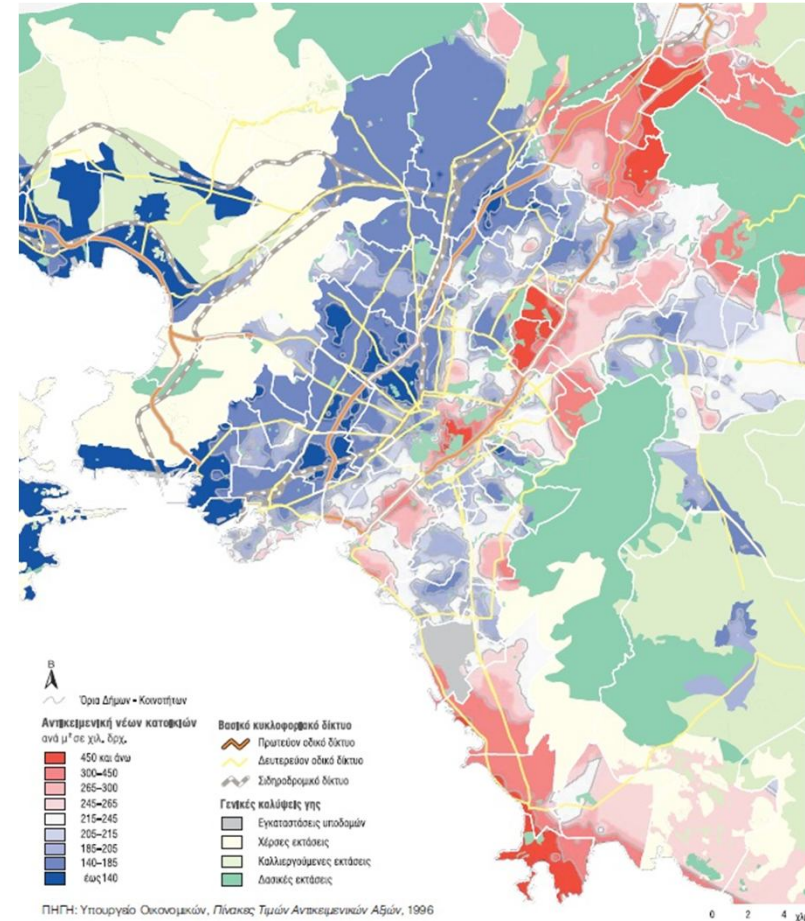 Β
Όρια Δήμων - Κοινοτήτων
Αντικειμενική νέων κατοικιών
ανά μ² σε χιλ. δρχ.
450 και άνω
300-450
265-300
245-265
215-245
205-215
185-205
140-185
έως 140
Βασικό κυκλοφοριακό δίκτυο
Πρωτεύον οδικό δίκτυο
Δευτερεύον οδικό δίκτυο
Σιδηροδρομικό δίκτυο
Γενικές καλύψεις γης
Εγκαταστάσεις υποδομών
Χέρσες εκτάσεις
Καλλιεργούμενες εκτάσεις
Δασικές εκτάσεις
ΠΗΓΗ: Υπουργείο Οικονομικών, Πίνακες Τιμών Αντικειμενικών Αξιών, 1996
0 2 4